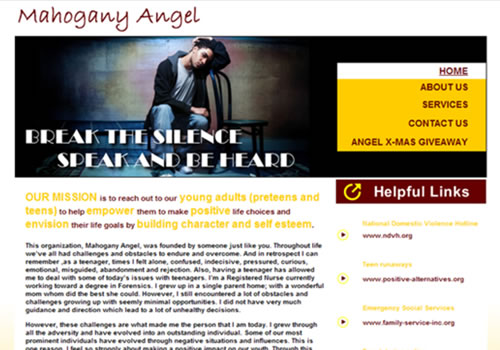 Mahogany Angel
BREAK THE SILENCE
SPEAK AND BE HEARD
HOME
ABOUT US
SERVICES
CONTACT US
ANGEL X-MAS GIVEAWAY
OUR MISSION is to reach out to our young adults (preteens and
teens) to help empower them to make positive life choices and
envision their life goals by building character and self esteem.
This organization, Mahogany Angel, was founded by someone just like you. Throughout life
we've all had challenges and obstacles to endure and overcome. And in retrospect I can
remember ,as a teenager, times I felt alone, confused, indecisive, pressured, curious,
emotional, misguided, abandonment and rejection. Also, having a teenager has allowed
me to deal with some of today's issues with teenagers. I'm a Registered Nurse currently
working toward a degree in Forensics. I grew up in a single parent home; with a wonderful
mom who did the best she could. However, I still encountered a lot of obstacles and
challenges growing up with seemly minimal opportunities. I did not have very much
guidance and direction which lead to a lot of unhealthy decisions.
However, these challenges are what made me the person that I am today. I grew through
all the adversity and have evolved into an outstanding individual. Some of our most
prominent individuals have evolved through negative situations and influences. This is
no reason. I feel so strongly about making a positive impact on our youth. Through this
Helpful Links
National Domestic Violence Hotline
www.ndvh.org
Teen runaways
www.positive-alternatives.org
Emergency Social Services
www.family-service-inc.org